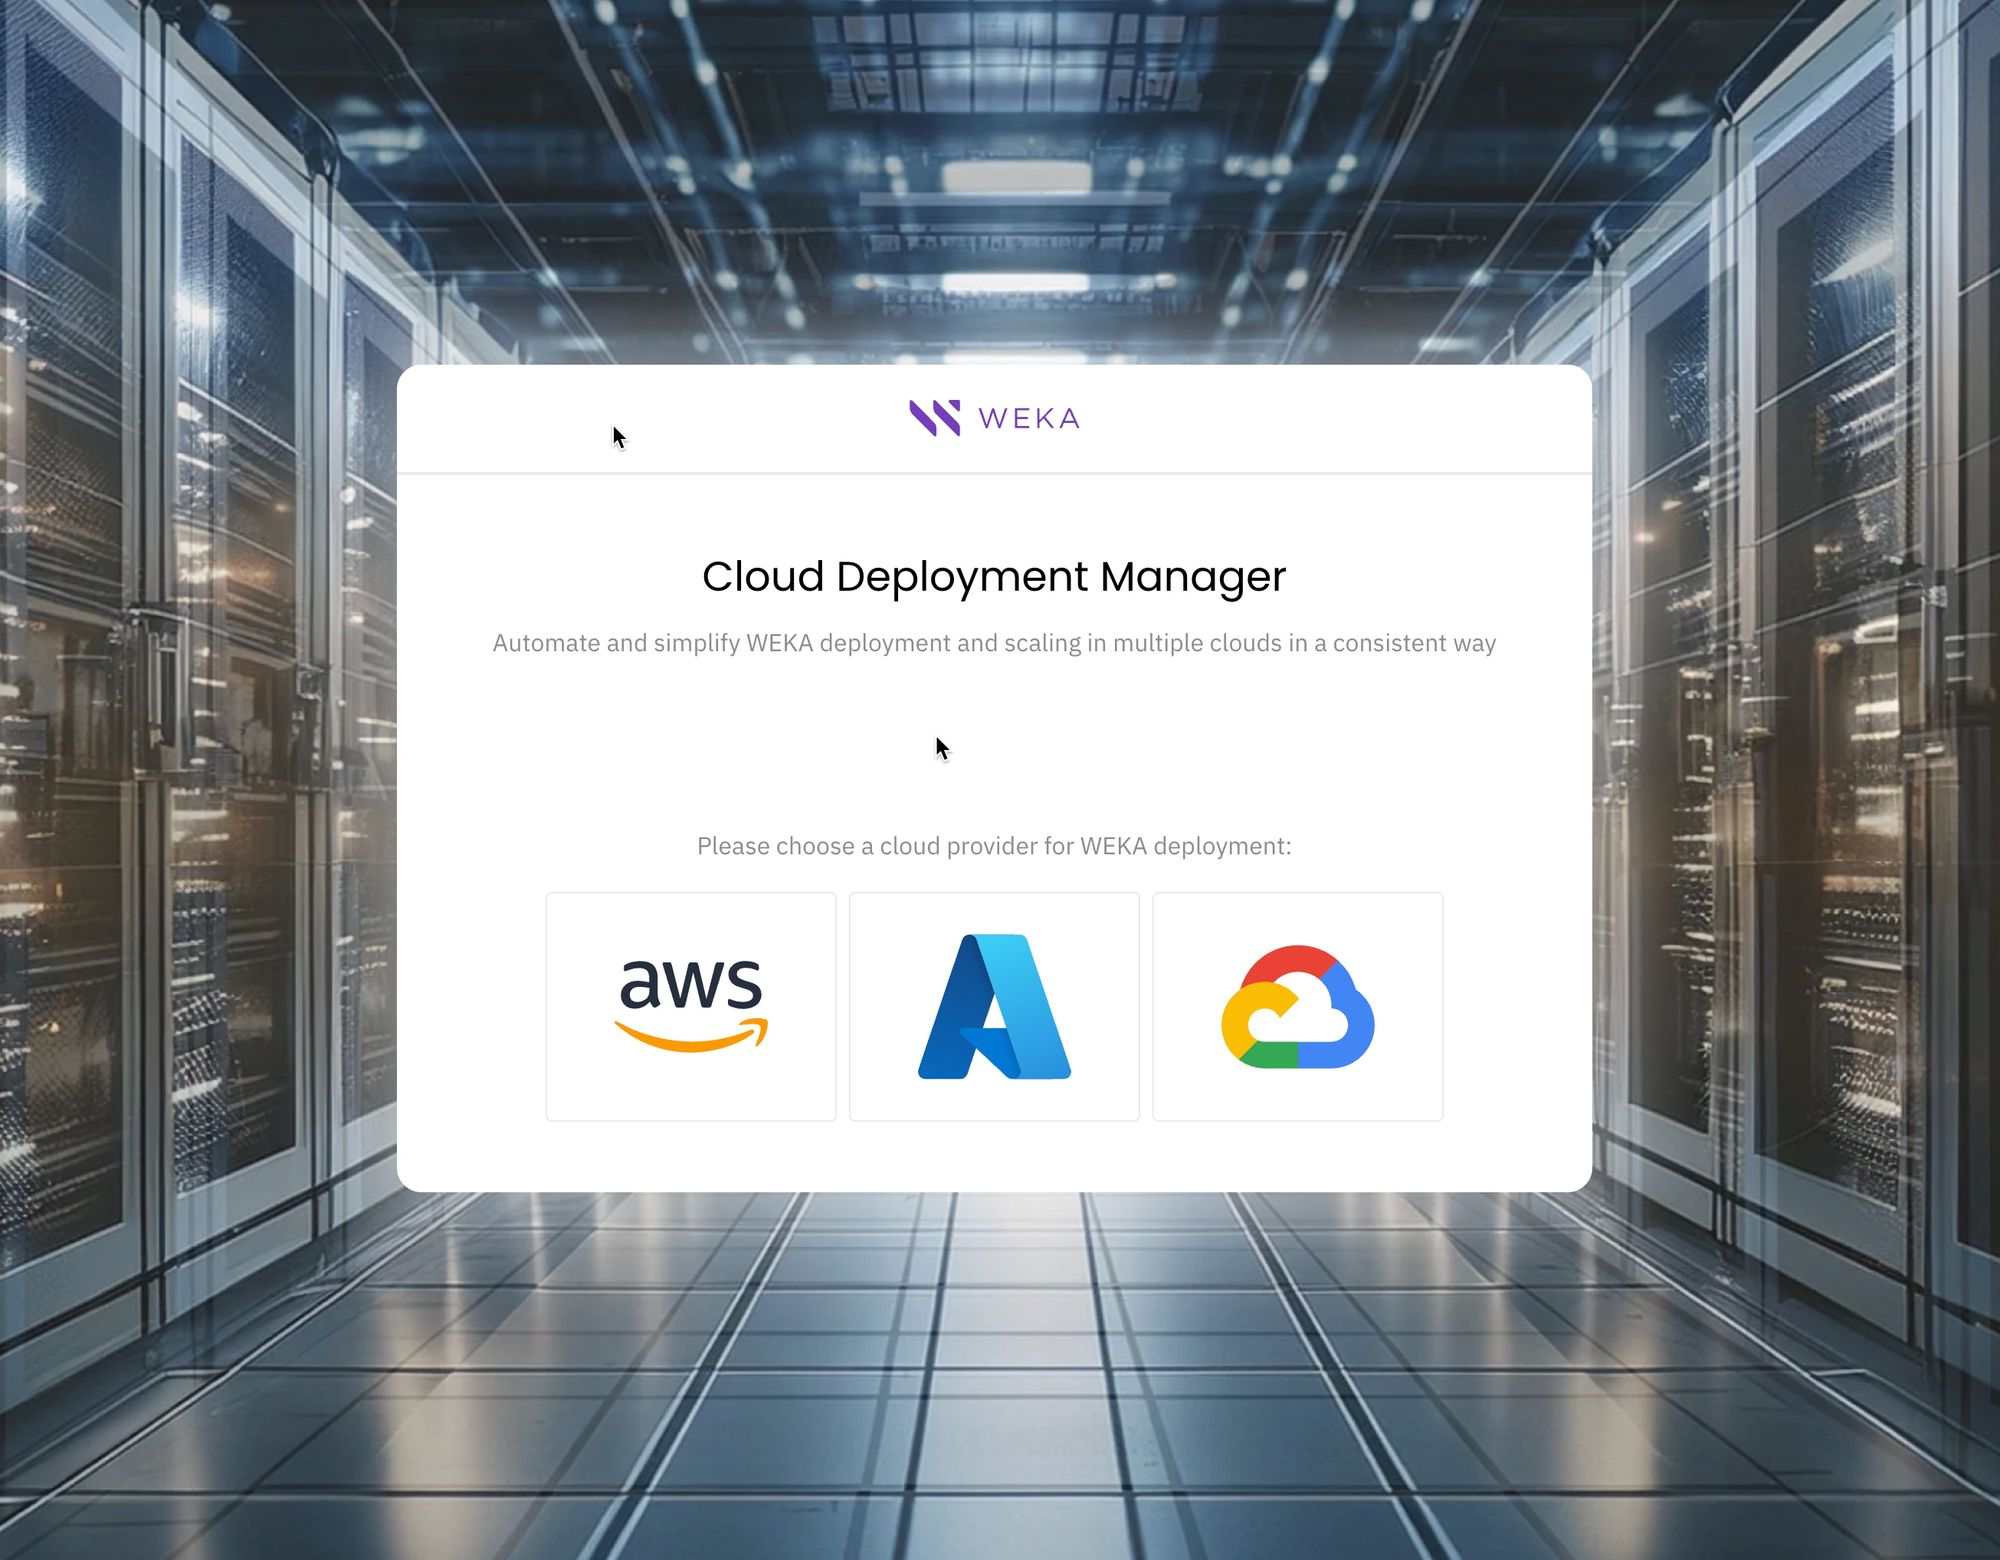 WEKA
Cloud Deployment Manager
Automate and simplify WEKA deployment and scaling in multiple clouds in a consistent way
Please choose a cloud provider for WEKA deployment:
aws